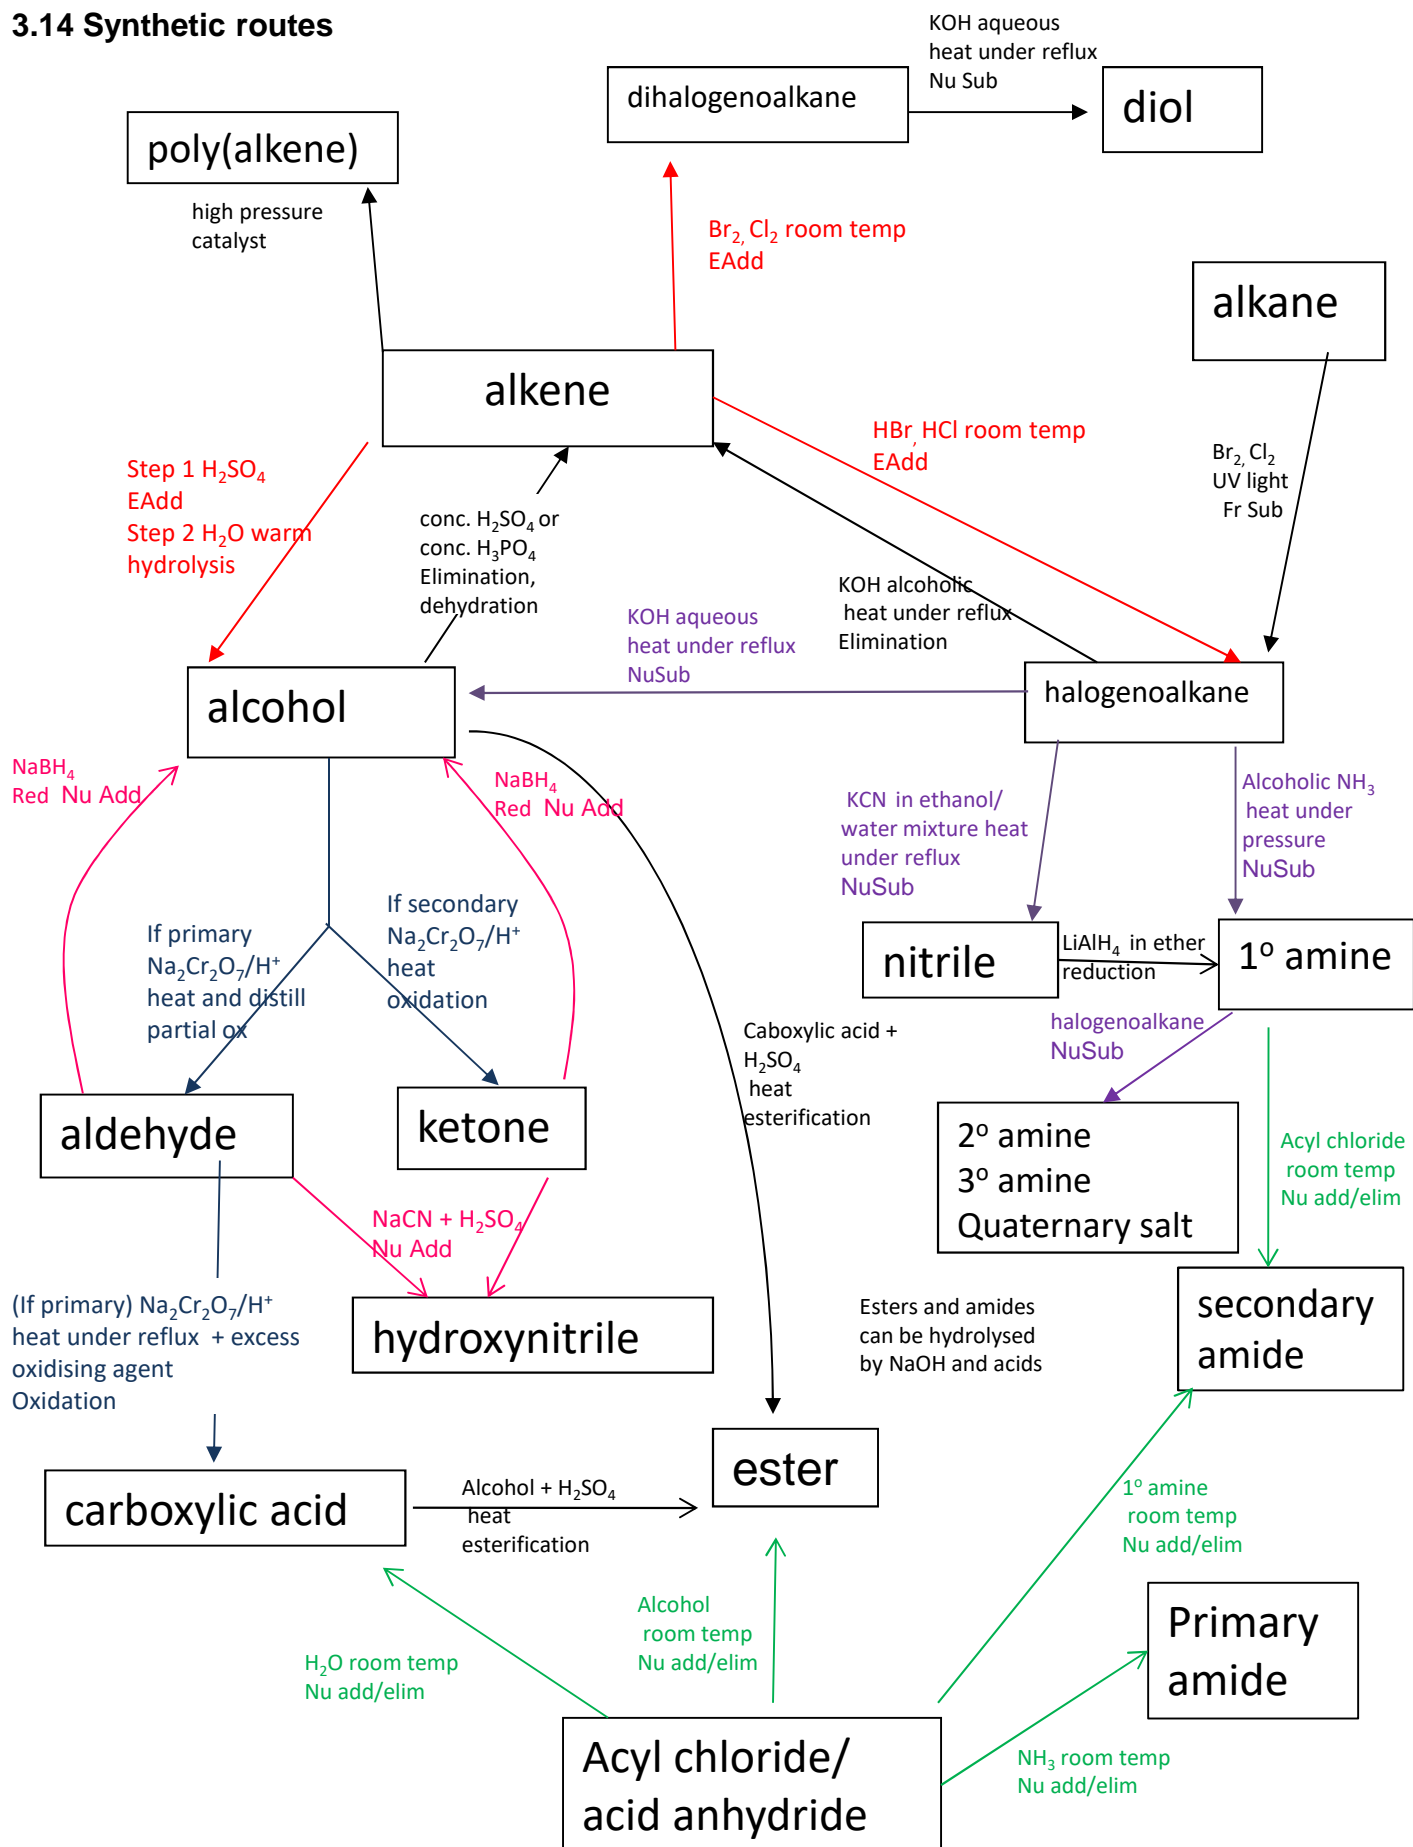 3.14 Synthetic routes
KOH aqueous
heat under reflux
Nu Sub
dihalogenoalkane
diol
poly(alkene)
high pressure
catalyst
Br₂, Cl₂ room temp
EAdd
alkane
alkene
HBr, HCl room temp
EAdd
Br₂, Cl₂
UV light
Fr Sub
Step 1 H₂SO₄
EAdd
Step 2 H₂O warm
hydrolysis
conc. H₂SO₄ or
conc. H₃PO₄
Elimination,
dehydration
KOH alcoholic
heat under reflux
Elimination
KOH aqueous
heat under reflux
NuSub
alcohol
halogenoalkane
NaBH₄
Red Nu Add
NaBH₄
Red Nu Add
KCN in ethanol/
water mixture heat
under reflux
NuSub
Alcoholic NH₃
heat under
pressure
NuSub
If primary
Na₂Cr₂O₇/H⁺
heat and distill
partial ox
If secondary
Na₂Cr₂O₇/H⁺
heat
oxidation
nitrile
LiAlH₄ in ether
reduction
1º amine
halogenoalkane
NuSub
Caboxylic acid +
H₂SO₄
heat
esterification
aldehyde
ketone
2º amine
3º amine
Quaternary salt
Acyl chloride
room temp
Nu add/elim
NaCN + H₂SO₄
Nu Add
(If primary) Na₂Cr₂O₇/H⁺
heat under reflux + excess
oxidising agent
Oxidation
hydroxynitrile
Esters and amides
can be hydrolysed
by NaOH and acids
secondary
amide
carboxylic acid
Alcohol + H₂SO₄
heat
esterification
ester
1º amine
room temp
Nu add/elim
Alcohol
room temp
Nu add/elim
H₂O room temp
Nu add/elim
Primary
amide
Acyl chloride/
acid anhydride
NH₃ room temp
Nu add/elim